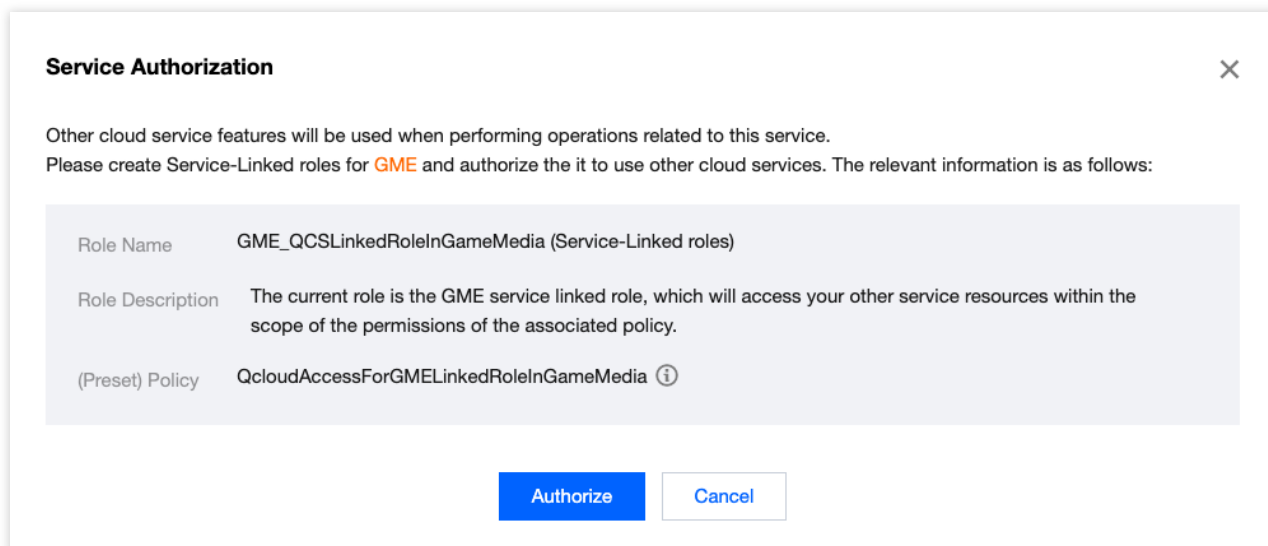 Service Authorization
Other cloud service features will be used when performing operations related to this service.
Please create Service-Linked roles for GME and authorize the it to use other cloud services. The relevant information is as follows:
Role Name GME_QCSLinkedRoleInGameMedia (Service-Linked roles)
Role Description The current role is the GME service linked role, which will access your other service resources within the
scope of the permissions of the associated policy.
(Preset) Policy QcloudAccessForGMELinkedRoleInGameMedia
Authorize Cancel